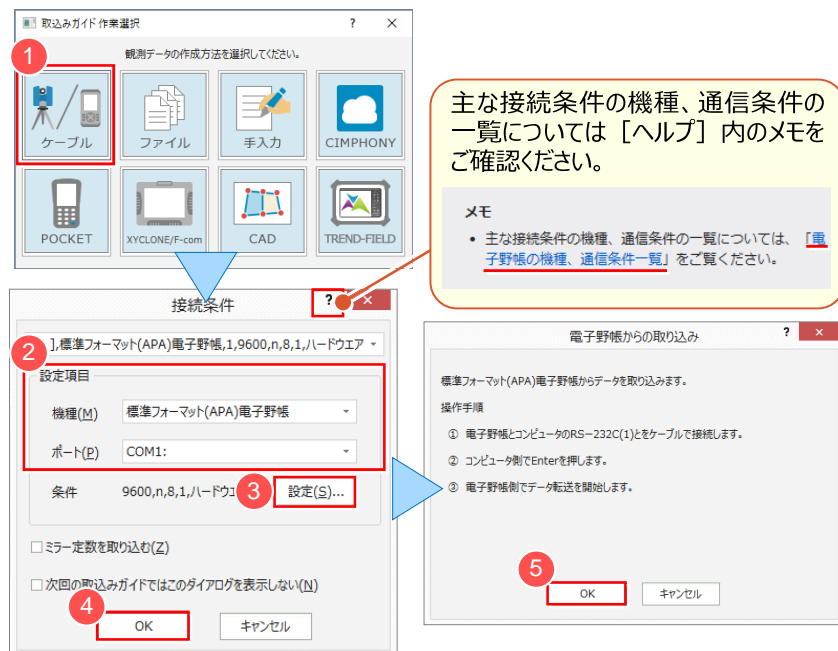 取込みガイド 作業選択
?
×
観測データの作成方法を選択してください。
1
ケーブル
ファイル
手入力
CIMPHONY
POCKET
XYCLONE/F-com
CAD
TREND-FIELD
主な接続条件の機種、通信条件の
一覧については［ヘルプ］内のメモを
ご確認ください。
メモ
• 主な接続条件の機種、通信条件の一覧については、「電
子野帳の機種、通信条件一覧」をご覧ください。
接続条件
?
×
2
],標準フォーマット(APA)電子野帳,1,9600,n,8,1,ハードウエア
設定項目
機種(M)
標準フォーマット(APA)電子野帳
ポート(P)
COM1:
条件
9600,n,8,1,ハードウエ
3
設定(S)...
ミラー定数を取り込む(Z)
次回の取込みガイドではこのダイアログを表示しない(N)
4
OK
キャンセル
電子野帳からの取り込み
?
×
標準フォーマット(APA)電子野帳からデータを取り込みます。
操作手順
① 電子野帳とコンピュータのRS－232C(1)とをケーブルで接続します。
② コンピュータ側でEnterを押します。
③ 電子野帳側でデータ転送を開始します。
5
OK
キャンセル